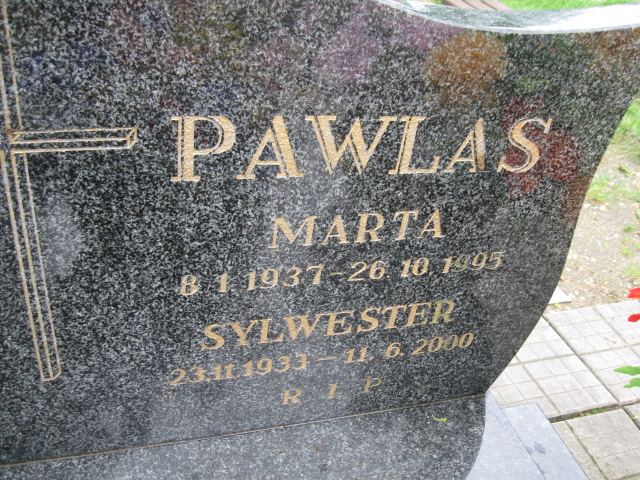 PAWLAS
MARTA
8.1.1937-26.10.1995
SYLWESTER
23.11.1933-11.6.2000
R I P